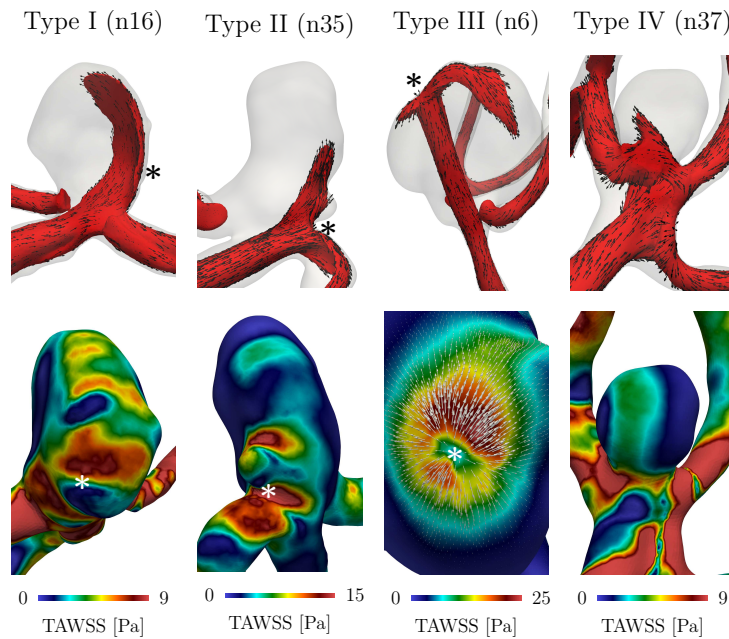 Type I (n16) Type II (n35) Type III (n6) Type IV (n37)
* * *
* * *
0 9 0 15 0 25 0 9
TAWSS [Pa] TAWSS [Pa] TAWSS [Pa] TAWSS [Pa]